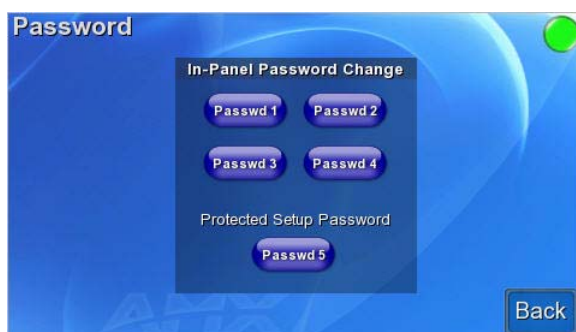 Password
In-Panel Password Change
Passwd 1
Passwd 2
Passwd 3
Passwd 4
Protected Setup Password
Passwd 5
Back